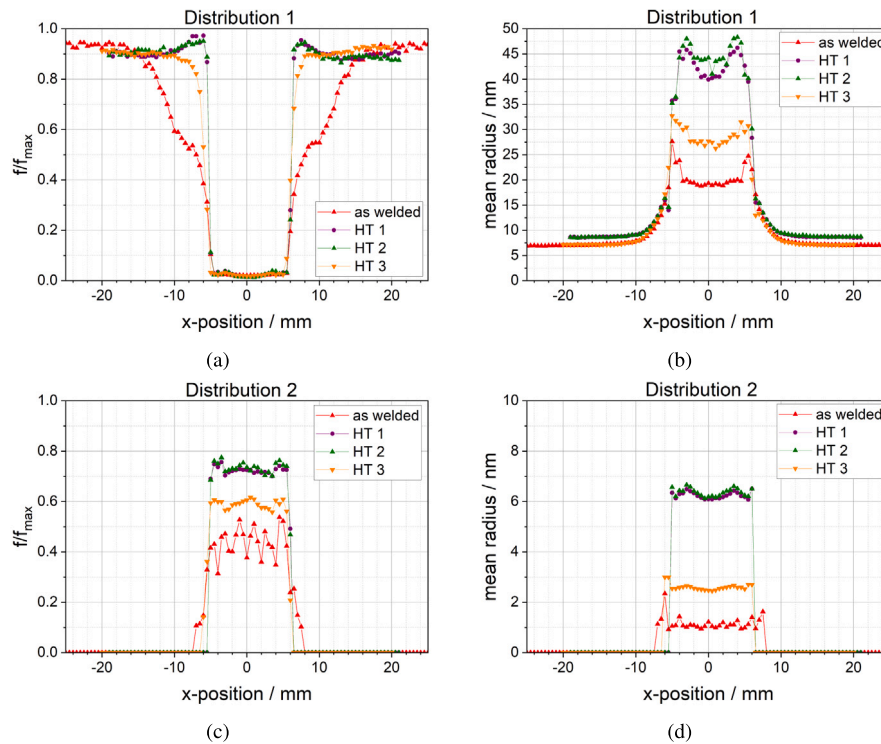 Distribution 1
1.0
0.8
0.6
0.4
0.2
0.0
f/f_max
as welded
HT 1
HT 2
HT 3
-20 -10 0 10 20
x-position / mm
(a)
Distribution 1
50
45
40
35
30
25
20
15
10
5
0
mean radius / nm
as welded
HT 1
HT 2
HT 3
-20 -10 0 10 20
x-position / mm
(b)
Distribution 2
1.0
0.8
0.6
0.4
0.2
0.0
f/f_max
as welded
HT 1
HT 2
HT 3
-20 -10 0 10 20
x-position / mm
(c)
Distribution 2
10
8
6
4
2
0
mean radius / nm
as welded
HT 1
HT 2
HT 3
-20 -10 0 10 20
x-position / mm
(d)